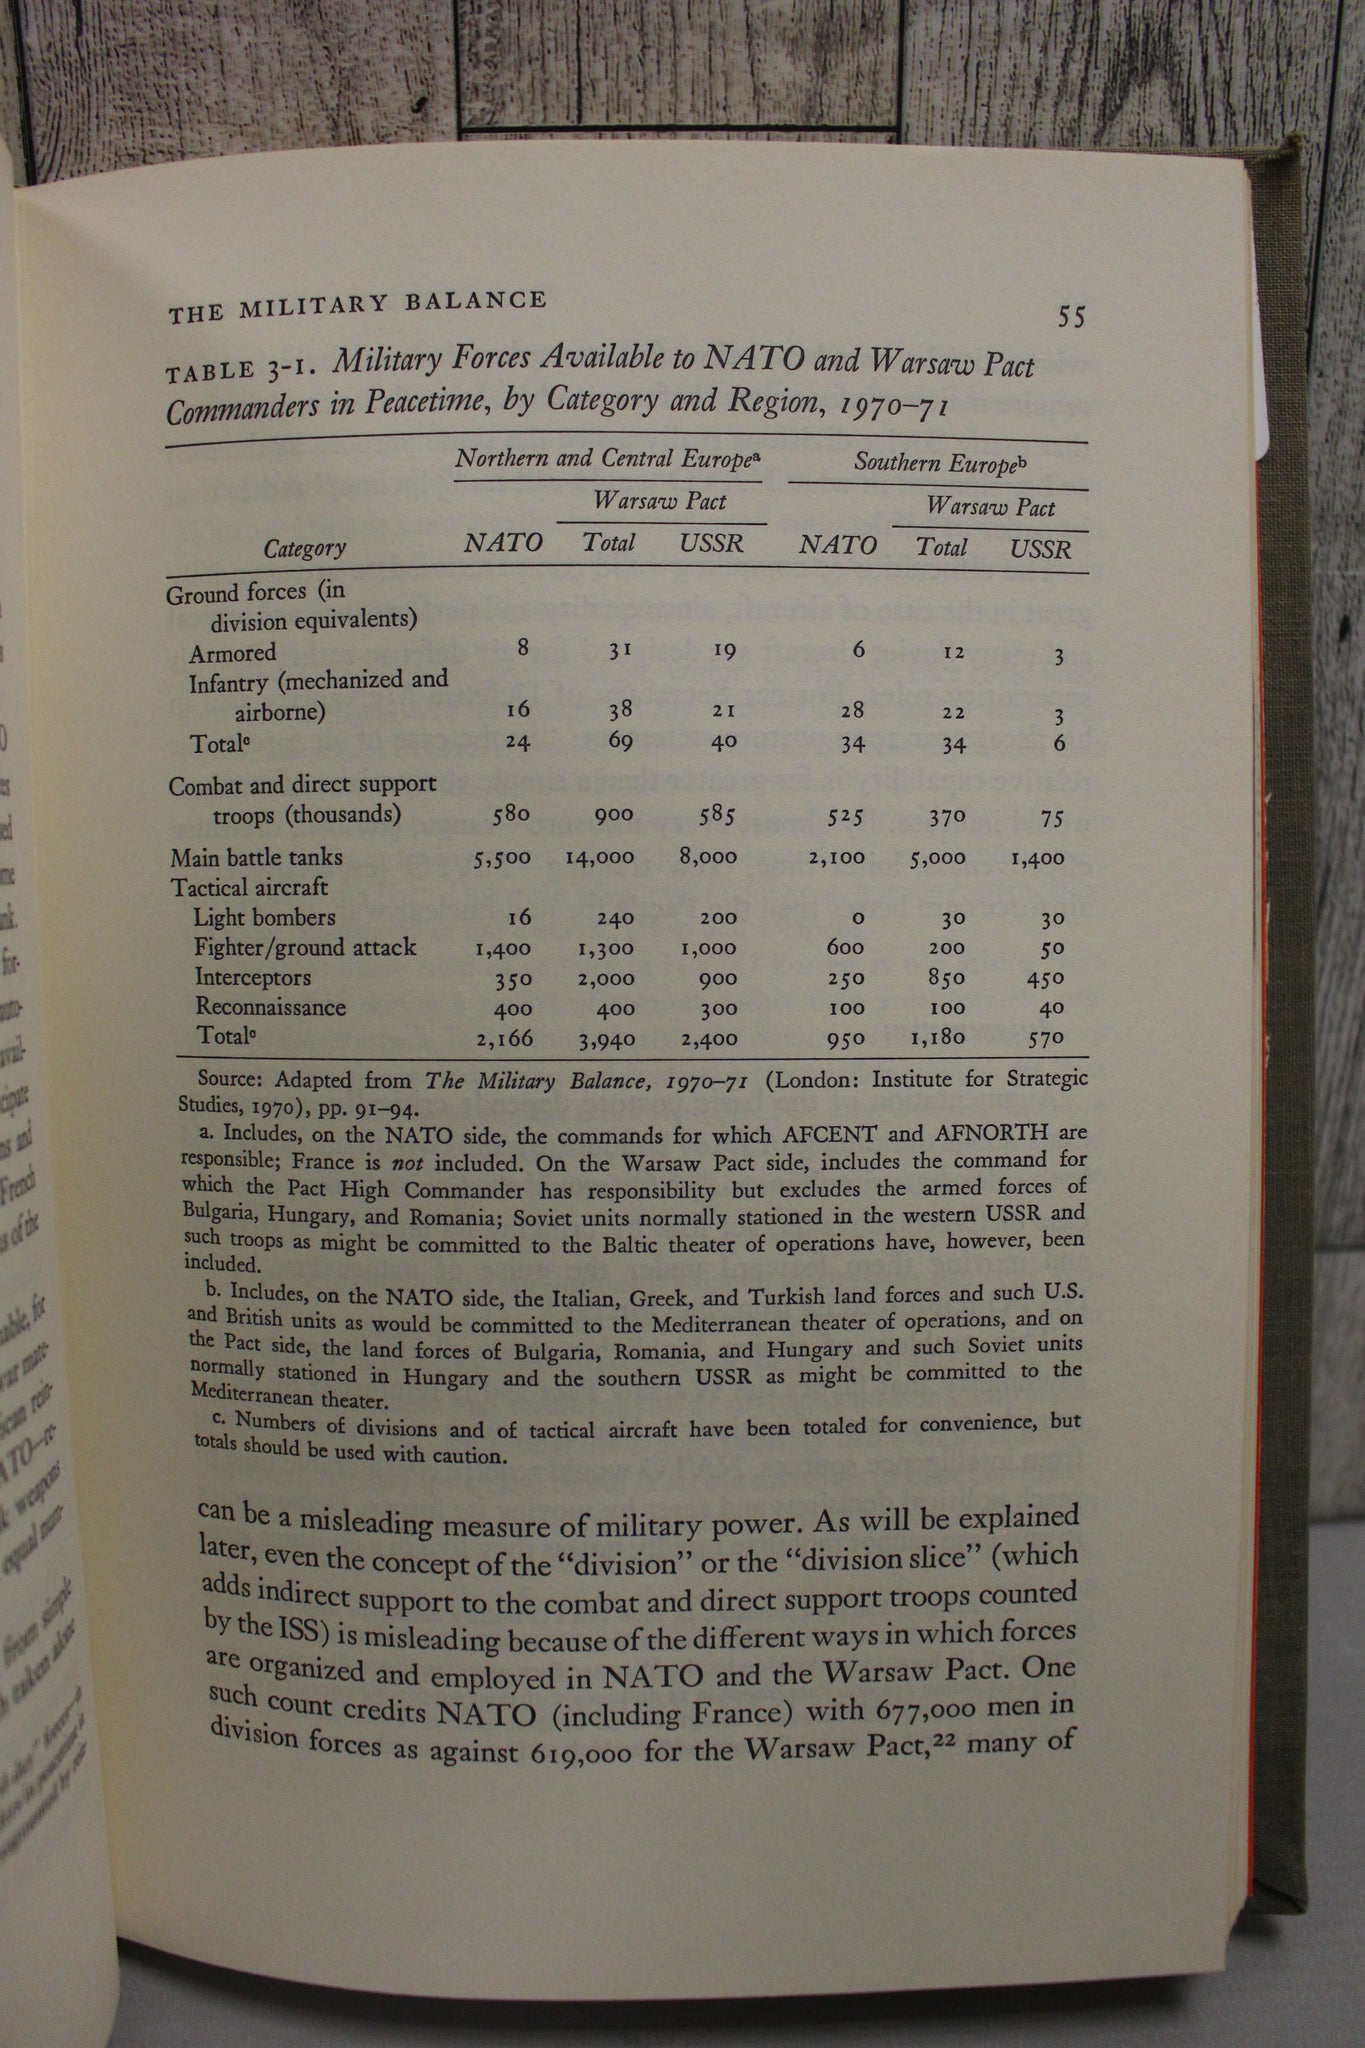 THE MILITARY BALANCE 55
TABLE 3-1. Military Forces Available to NATO and Warsaw Pact
Commanders in Peacetime, by Category and Region, 1970–71
Northern and Central Europeᵃ Southern Europeᵇ
Warsaw Pact Warsaw Pact
Category NATO Total USSR NATO Total USSR
Ground forces (in
division equivalents)
Armored 8 31 19 6 12 3
Infantry (mechanized and
airborne) 16 38 21 28 22 3
Totalᶜ 24 69 40 34 34 6
Combat and direct support
troops (thousands) 580 900 585 525 370 75
Main battle tanks 5,500 14,000 8,000 2,100 5,000 1,400
Tactical aircraft
Light bombers 16 240 200 0 30 30
Fighter/ground attack 1,400 1,300 1,000 600 200 50
Interceptors 350 2,000 900 250 850 450
Reconnaissance 400 400 300 100 100 40
Totalᶜ 2,166 3,940 2,400 950 1,180 570
Source: Adapted from The Military Balance, 1970–71 (London: Institute for Strategic
Studies, 1970), pp. 91–94.
a. Includes, on the NATO side, the commands for which AFCENT and AFNORTH are
responsible; France is not included. On the Warsaw Pact side, includes the command for
which the Pact High Commander has responsibility but excludes the armed forces of
Bulgaria, Hungary, and Romania; Soviet units normally stationed in the western USSR and
such troops as might be committed to the Baltic theater of operations have, however, been
included.
b. Includes, on the NATO side, the Italian, Greek, and Turkish land forces and such U.S.
and British units as would be committed to the Mediterranean theater of operations, and on
the Pact side, the land forces of Bulgaria, Romania, and Hungary and such Soviet units
normally stationed in Hungary and the southern USSR as might be committed to the
Mediterranean theater.
c. Numbers of divisions and of tactical aircraft have been totaled for convenience, but
totals should be used with caution.
can be a misleading measure of military power. As will be explained
later, even the concept of the “division” or the “division slice” (which
adds indirect support to the combat and direct support troops counted
by the ISS) is misleading because of the different ways in which forces
are organized and employed in NATO and the Warsaw Pact. One
such count credits NATO (including France) with 677,000 men in
division forces as against 619,000 for the Warsaw Pact,²² many of